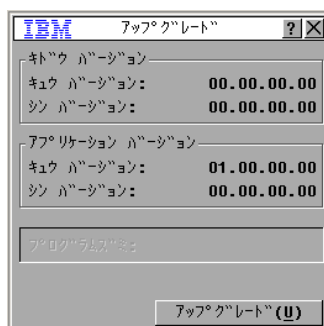 IBM アップグレード ? X
キドウ バージョン
キュウ バージョン: 00.00.00.00
シン バージョン: 00.00.00.00
アプリケーション バージョン
キュウ バージョン: 01.00.00.00
シン バージョン: 00.00.00.00
プログラムズミ:
アップグレード(U)